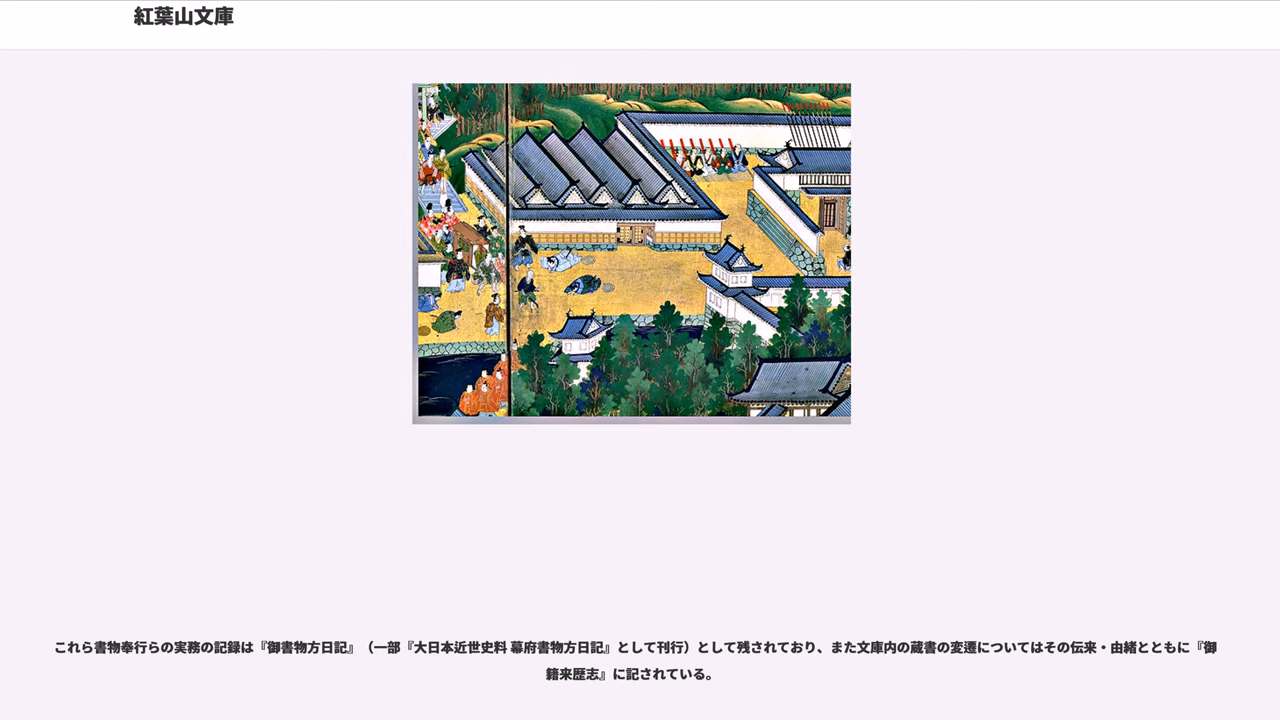 紅葉山文庫
これら書物奉行らの実務の記録は『御書物方日記』（一部『大日本近世史料 幕府書物方日記』として刊行）として残されており、また文庫内の蔵書の変遷についてはその伝来・由緒とともに『御
籍来歴志』に記されている。